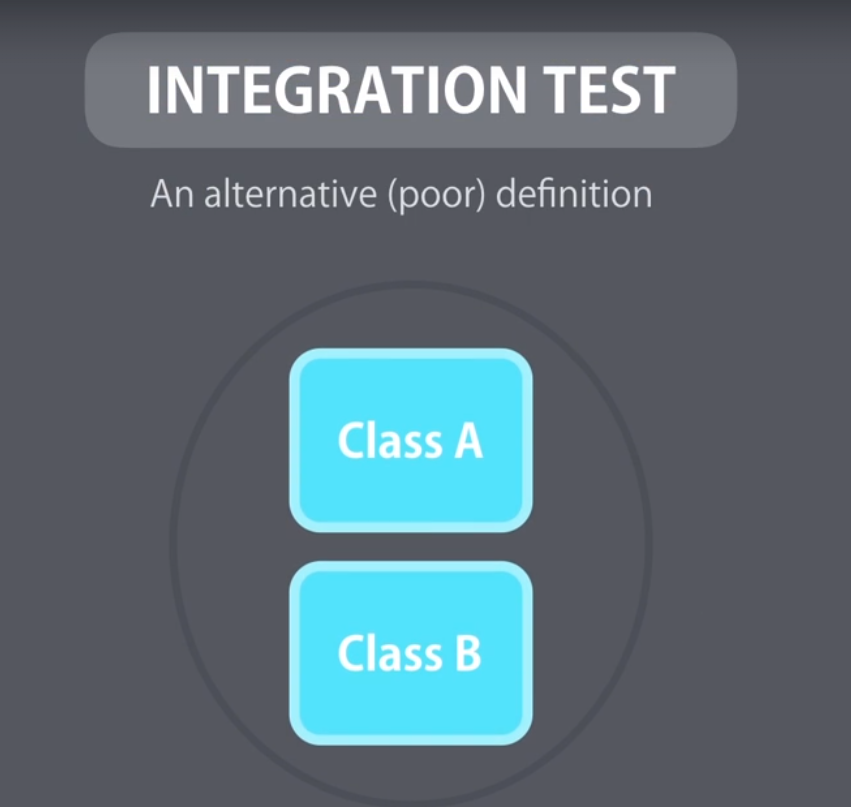 INTEGRATION TEST
An alternative (poor) definition
Class A
Class B